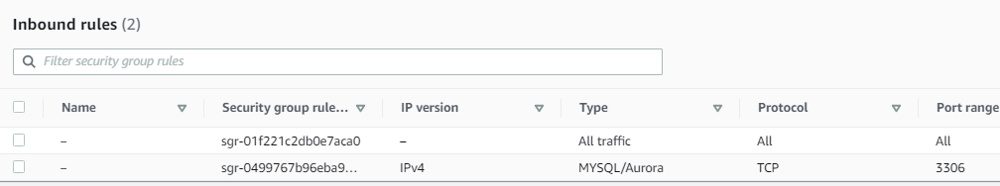 Inbound rules (2)
Filter security group rules
Name Security group rule... IP version Type Protocol Port range
– sgr-01f221c2db0e7aca0 – All traffic All All
– sgr-0499767b96eba9... IPv4 MYSQL/Aurora TCP 3306